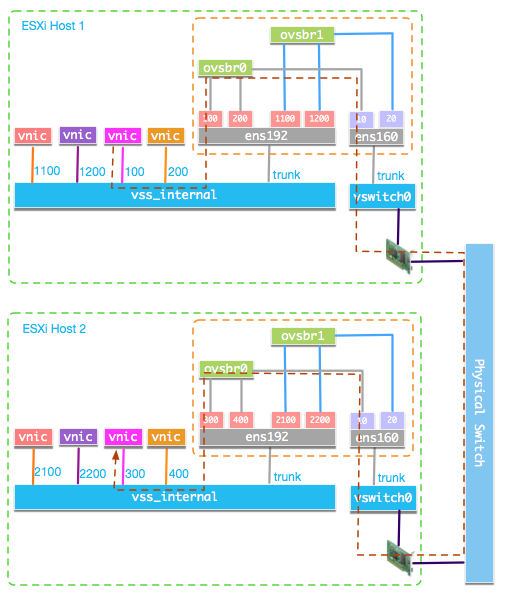 ESXi Host 1
ovsbr1
ovsbr0
100 200 1100 1200 20
vnic vnic vnic vnic
ens192 ens160
1100 1200 100 200 trunk trunk
vss_internal vswitch0
Physical Switch
ESXi Host 2
ovsbr1
ovsbr0
300 400 2100 2200 20
vnic vnic vnic vnic
ens192 ens160
2100 2200 300 400 trunk trunk
vss_internal vswitch0